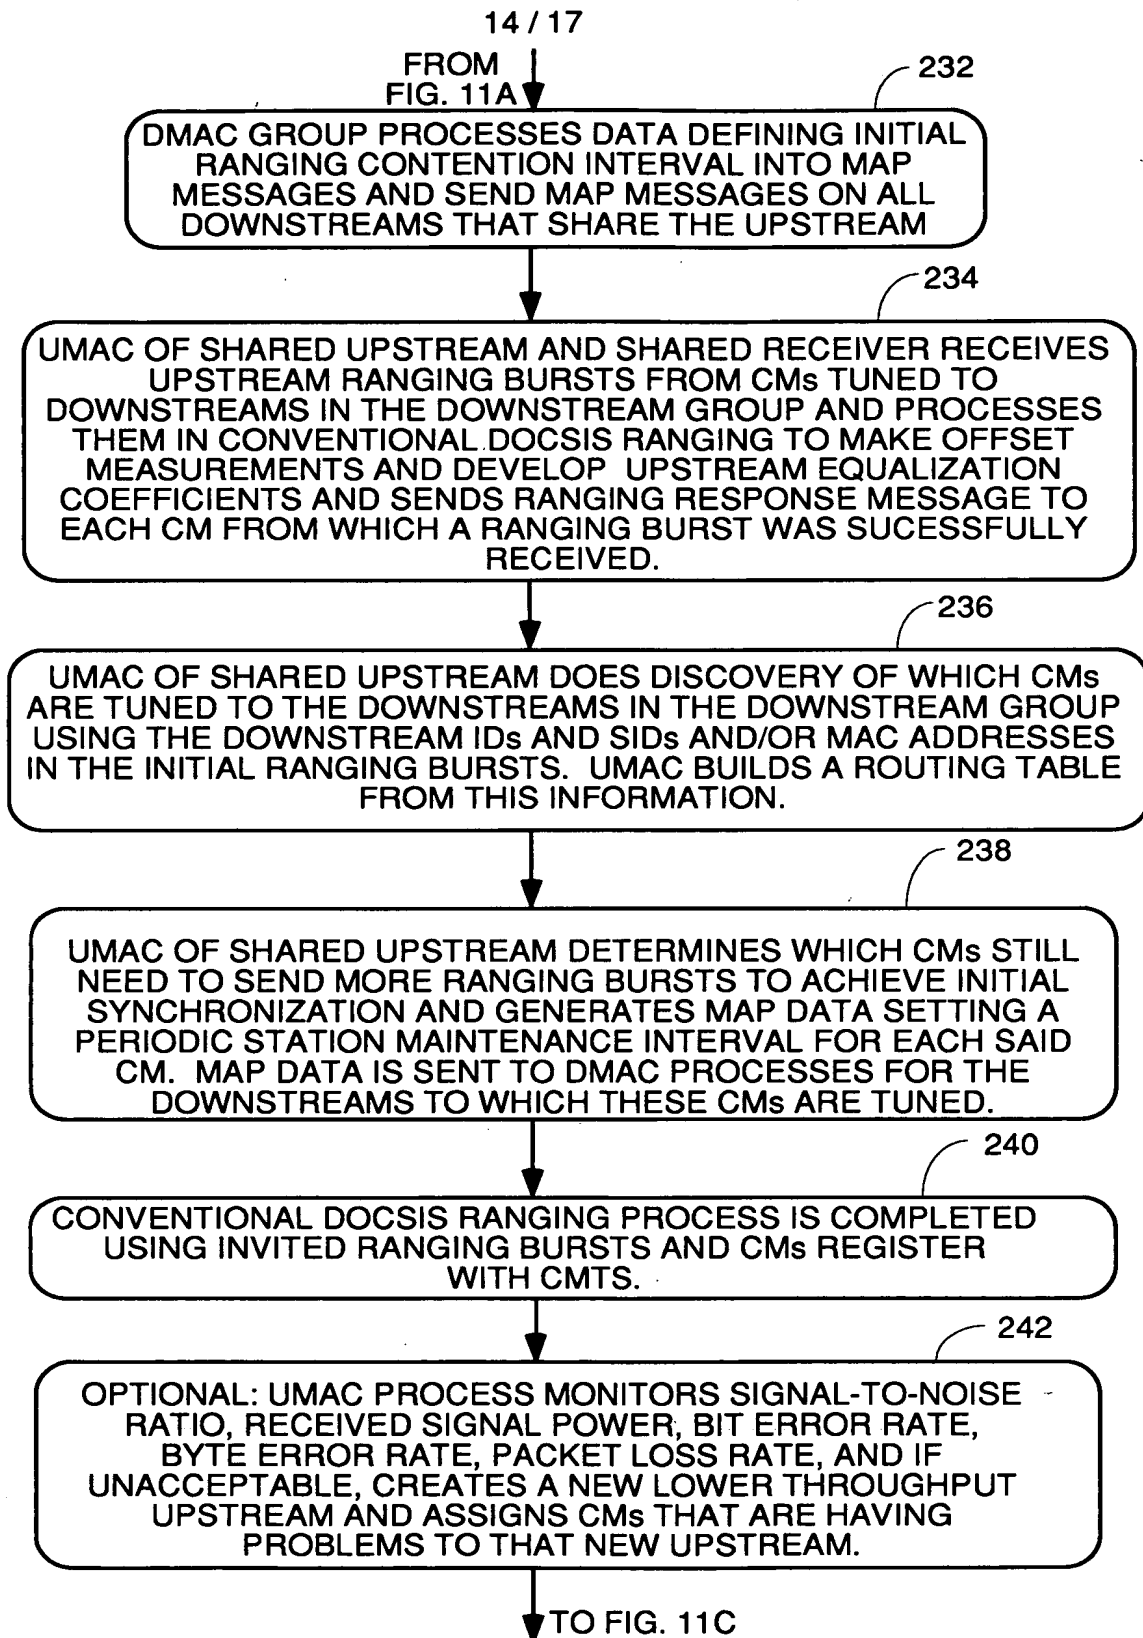 14 / 17
FROM
FIG. 11A
232
DMAC GROUP PROCESSES DATA DEFINING INITIAL
RANGING CONTENTION INTERVAL INTO MAP
MESSAGES AND SEND MAP MESSAGES ON ALL
DOWNSTREAMS THAT SHARE THE UPSTREAM
234
UMAC OF SHARED UPSTREAM AND SHARED RECEIVER RECEIVES
UPSTREAM RANGING BURSTS FROM CMs TUNED TO
DOWNSTREAMS IN THE DOWNSTREAM GROUP AND PROCESSES
THEM IN CONVENTIONAL DOCSIS RANGING TO MAKE OFFSET
MEASUREMENTS AND DEVELOP UPSTREAM EQUALIZATION
COEFFICIENTS AND SENDS RANGING RESPONSE MESSAGE TO
EACH CM FROM WHICH A RANGING BURST WAS SUCESSFULLY
RECEIVED.
236
UMAC OF SHARED UPSTREAM DOES DISCOVERY OF WHICH CMs
ARE TUNED TO THE DOWNSTREAMS IN THE DOWNSTREAM GROUP
USING THE DOWNSTREAM IDs AND SIDs AND/OR MAC ADDRESSES
IN THE INITIAL RANGING BURSTS. UMAC BUILDS A ROUTING TABLE
FROM THIS INFORMATION.
238
UMAC OF SHARED UPSTREAM DETERMINES WHICH CMs STILL
NEED TO SEND MORE RANGING BURSTS TO ACHIEVE INITIAL
SYNCHRONIZATION AND GENERATES MAP DATA SETTING A
PERIODIC STATION MAINTENANCE INTERVAL FOR EACH SAID
CM. MAP DATA IS SENT TO DMAC PROCESSES FOR THE
DOWNSTREAMS TO WHICH THESE CMs ARE TUNED.
240
CONVENTIONAL DOCSIS RANGING PROCESS IS COMPLETED
USING INVITED RANGING BURSTS AND CMs REGISTER
WITH CMTS.
242
OPTIONAL: UMAC PROCESS MONITORS SIGNAL-TO-NOISE
RATIO, RECEIVED SIGNAL POWER, BIT ERROR RATE,
BYTE ERROR RATE, PACKET LOSS RATE, AND IF
UNACCEPTABLE, CREATES A NEW LOWER THROUGHPUT
UPSTREAM AND ASSIGNS CMs THAT ARE HAVING
PROBLEMS TO THAT NEW UPSTREAM.
TO FIG. 11C